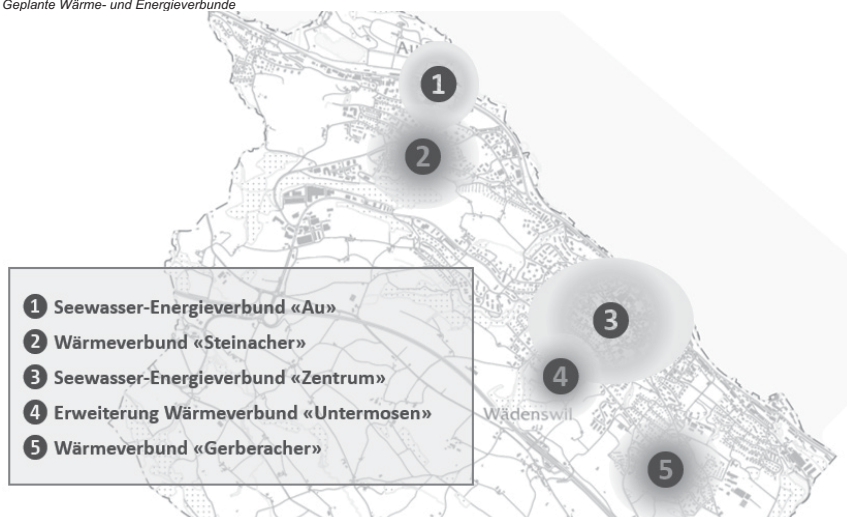 Geplante Wärme- und Energieverbunde
Au
1
2
3
4
Wädenswil
5
1 Seewasser-Energieverbund «Au»
2 Wärmeverbund «Steinacher»
3 Seewasser-Energieverbund «Zentrum»
4 Erweiterung Wärmeverbund «Untermosen»
5 Wärmeverbund «Gerberacher»